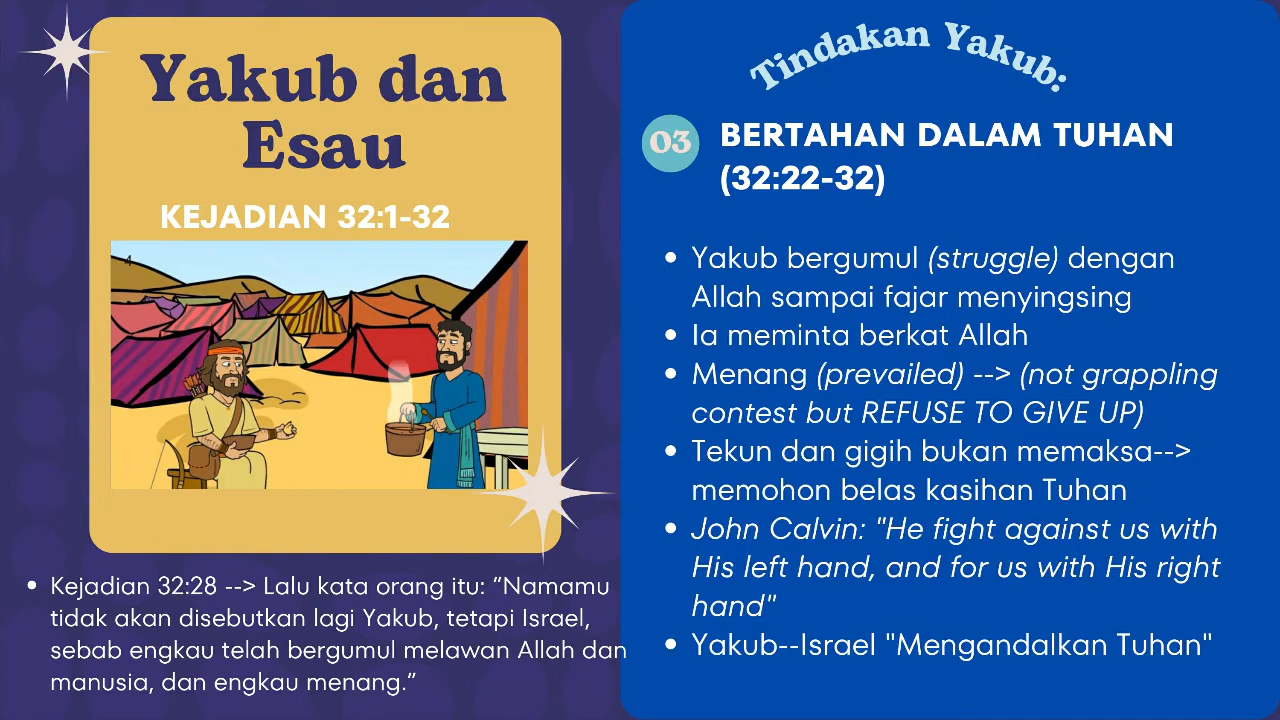 Yakub dan
Esau
KEJADIAN 32:1-32
4
• Kejadian 32:28 --> Lalu kata orang itu: “Namamu
tidak akan disebutkan lagi Yakub, tetapi Israel,
sebab engkau telah bergumul melawan Allah dan
manusia, dan engkau menang.”
Tindakan Yakub:
03
BERTAHAN DALAM TUHAN
(32:22-32)
• Yakub bergumul (struggle) dengan
Allah sampai fajar menyingsing
• Ia meminta berkat Allah
• Menang (prevailed) --> (not grappling
contest but REFUSE TO GIVE UP)
• Tekun dan gigih bukan memaksa-->
memohon belas kasihan Tuhan
• John Calvin: "He fight against us with
His left hand, and for us with His right
hand"
• Yakub--Israel "Mengandalkan Tuhan"